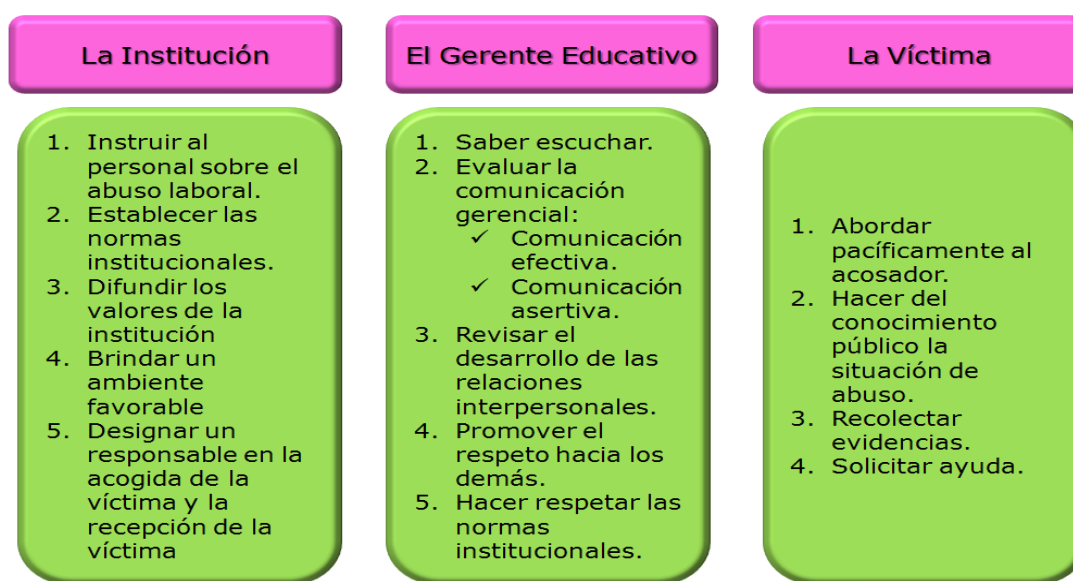 La Institución
1. Instruir al
personal sobre el
abuso laboral.
2. Establecer las
normas
institucionales.
3. Difundir los
valores de la
institución
4. Brindar un
ambiente
favorable
5. Designar un
responsable en la
acogida de la
víctima y la
recepción de la
víctima
El Gerente Educativo
1. Saber escuchar.
2. Evaluar la
comunicación
gerencial:
✓ Comunicación
efectiva.
✓ Comunicación
asertiva.
3. Revisar el
desarrollo de las
relaciones
interpersonales.
4. Promover el
respeto hacia los
demás.
5. Hacer respetar las
normas
institucionales.
La Víctima
1. Abordar
pacíficamente al
acosador.
2. Hacer del
conocimiento
público la
situación de
abuso.
3. Recolectar
evidencias.
4. Solicitar ayuda.